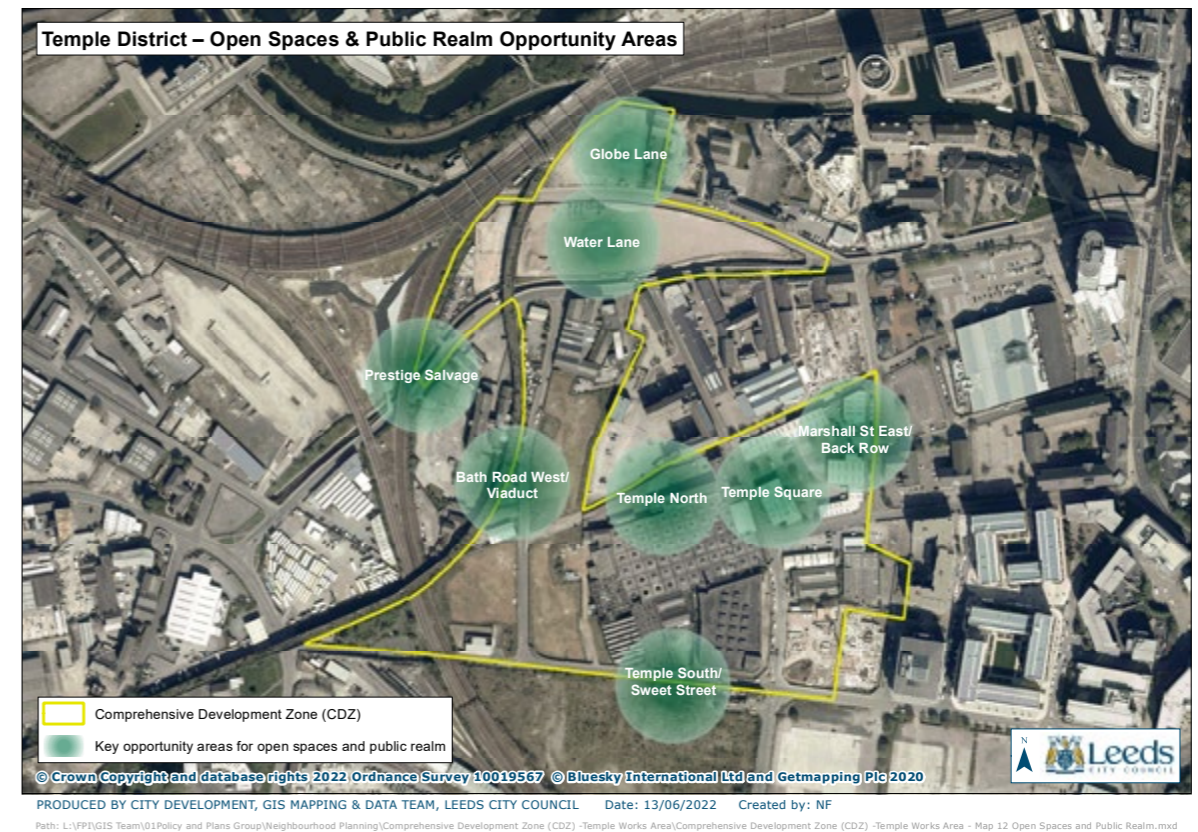 Temple District – Open Spaces & Public Realm Opportunity Areas
Globe Lane
Water Lane
Prestige Salvage
Marshall St East/
Back Row
Bath Road West/
Viaduct
Temple North
Temple Square
Temple South/
Sweet Street
Comprehensive Development Zone (CDZ)
Key opportunity areas for open spaces and public realm
N
Leeds
CITY COUNCIL
© Crown Copyright and database rights 2022 Ordnance Survey 10019567 © Bluesky International Ltd and Getmapping Plc 2020
PRODUCED BY CITY DEVELOPMENT, GIS MAPPING & DATA TEAM, LEEDS CITY COUNCIL Date: 13/06/2022 Created by: NF
Path: L:\FPI\GIS Team\01Policy and Plans Group\Neighbourhood Planning\Comprehensive Development Zone (CDZ) -Temple Works Area\Comprehensive Development Zone (CDZ) -Temple Works Area - Map 12 Open Spaces and Public Realm.mxd